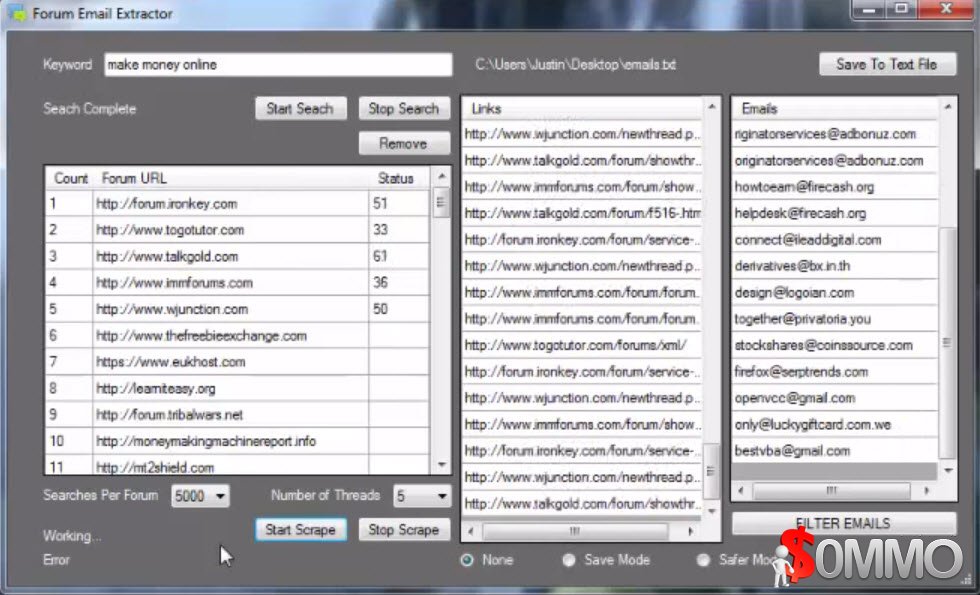 Forum Email Extractor
Keyword make money online
C:\Users\Justin\Desktop\emails.txt
Save To Text File
Seach Complete
Start Seach
Stop Search
Remove
Count Forum URL Status
1 http://forum.ironkey.com 51
2 http://www.togotutor.com 33
3 http://www.talkgold.com 61
4 http://www.immforums.com 36
5 http://www.wjunction.com 50
6 http://www.thefreebieexchange.com
7 https://www.eukhost.com
8 http://learniteasy.org
9 http://forum.tribalwars.net
10 http://moneymakingmachinereport.info
11 http://mt2shield.com
Searches Per Forum 5000
Number of Threads 5
Working...
Start Scrape
Stop Scrape
Error
Links
http://www.wjunction.com/newthread.p...
http://www.talkgold.com/forum/showthr...
http://www.immforums.com/forum/show...
http://www.talkgold.com/forum/f516-.htm
http://forum.ironkey.com/forum/service-...
http://www.wjunction.com/newthread.p...
http://www.immforums.com/forum/forum...
http://www.immforums.com/forum/forum...
http://www.togotutor.com/forums/xml/
http://forum.ironkey.com/forum/service-...
http://www.wjunction.com/newthread.p...
http://www.immforums.com/forum/show...
http://forum.ironkey.com/forum/service-...
http://www.wjunction.com/newthread.p...
http://www.talkgold.com/forum/showthr...
Emails
riginatorservices@adbonuz.com
originatorservices@adbonuz.com
howtoearn@firecash.org
helpdesk@firecash.org
connect@ileaddigital.com
derivatives@bx.in.th
design@logoian.com
together@privatoria.you
stockshares@coinssource.com
firefox@serptrends.com
openvcc@gmail.com
only@luckygiftcard.com.we
bestvba@gmail.com
FILTER EMAILS
None
Save Mode
Safer Mod
$OMMO